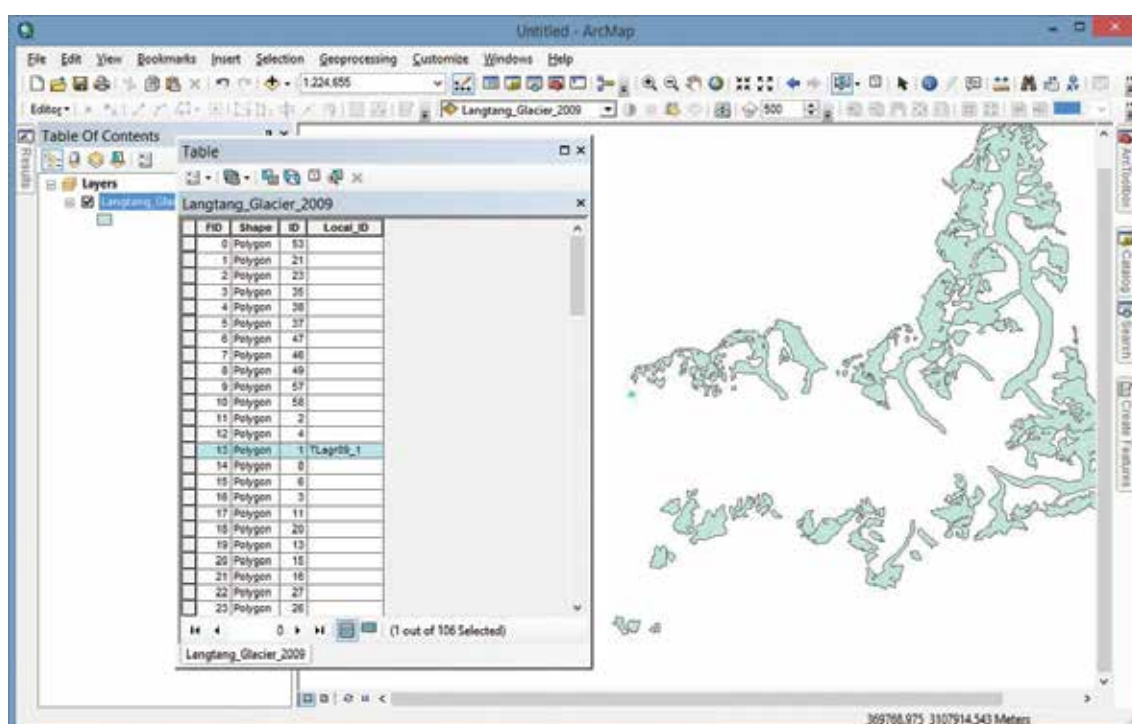 Untitled - ArcMap
File Edit View Bookmarks Insert Selection Geoprocessing Customize Windows Help
1:224,655
Editor Langtang_Glacier_2009 500
Table Of Contents
Results
Layers
Langtang_Gla
Table
Langtang_Glacier_2009
FID Shape ID Local_ID
0 Polygon 53
1 Polygon 21
2 Polygon 23
3 Polygon 35
4 Polygon 38
5 Polygon 37
6 Polygon 47
7 Polygon 46
8 Polygon 49
9 Polygon 57
10 Polygon 58
11 Polygon 2
12 Polygon 4
13 Polygon 1 TLagr09_1
14 Polygon 8
15 Polygon 6
16 Polygon 3
17 Polygon 11
18 Polygon 20
19 Polygon 13
20 Polygon 15
21 Polygon 16
22 Polygon 27
23 Polygon 26
0 (1 out of 106 Selected)
Langtang_Glacier_2009
ArcToolbox
Catalog
Search
Create Features
369768.975 3107914.543 Meters